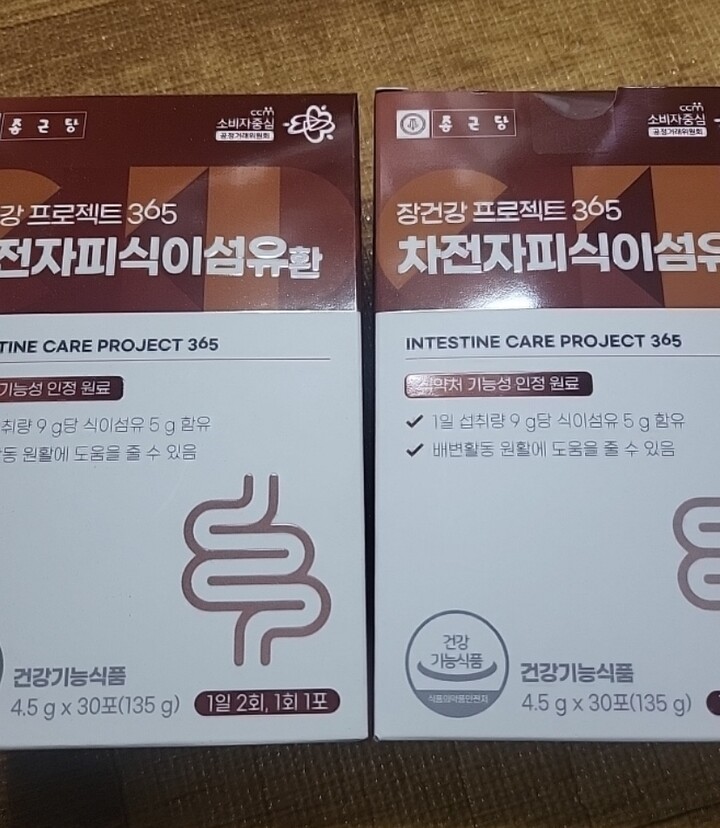 종근당
CCM
소비자중심
공정거래위원회
강 프로젝트 365
전자피식이섬유환
TINE CARE PROJECT 365
기능성 인정 원료
취량 9 g당 식이섬유 5 g 함유
동 원활에 도움을 줄 수 있음
건강기능식품
4.5 g x 30포(135 g)
1일 2회, 1회 1포
종근당
CCM
소비자중심
공정거래위원회
장건강 프로젝트 365
차전자피식이섬유
INTESTINE CARE PROJECT 365
식약처 기능성 인정 원료
1일 섭취량 9 g당 식이섬유 5 g 함유
배변활동 원활에 도움을 줄 수 있음
건강
기능식품
식품의약품안전처
건강기능식품
4.5 g x 30포(135 g)